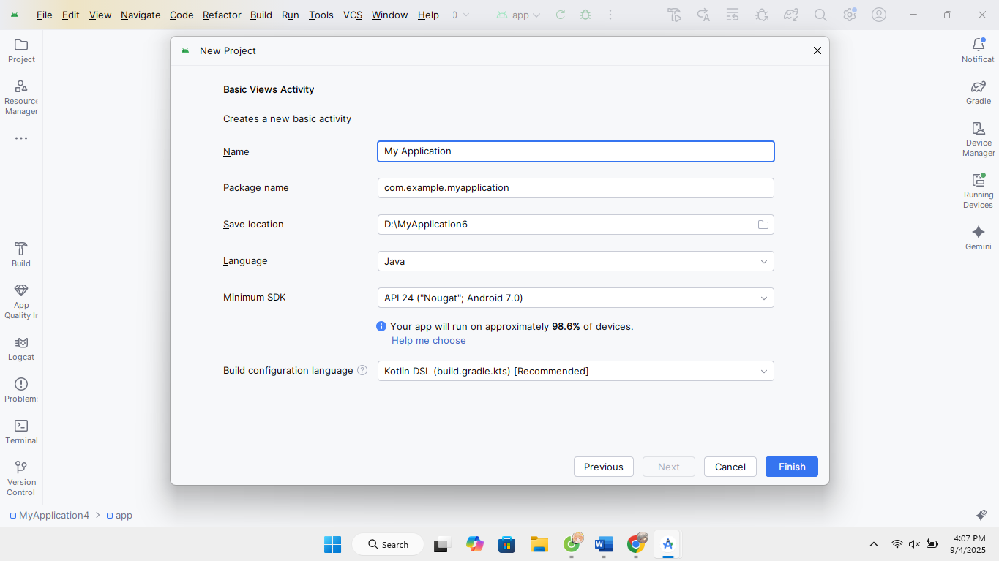 File Edit View Navigate Code Refactor Build Run Tools VCS Window Help
app
New Project
Project
Resourc
Manager
Build
App
Quality In
Logcat
Problem
Terminal
Version
Control
Basic Views Activity
Creates a new basic activity
Name My Application
Package name com.example.myapplication
Save location D:\MyApplication6
Language Java
Minimum SDK API 24 ("Nougat"; Android 7.0)
Your app will run on approximately 98.6% of devices.
Help me choose
Build configuration language ? Kotlin DSL (build.gradle.kts) [Recommended]
Previous Next Cancel Finish
Notificat
Gradle
Device
Manager
Running
Devices
Gemini
MyApplication4 > app
Search
4:07 PM
9/4/2025